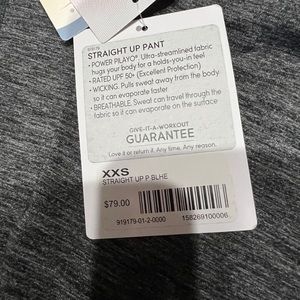 STRAIGHT UP PANT
• POWER PILAYO®. Ultra-streamlined fabric
hugs your body for a holds-you-in feel
• RATED UPF 50+ (Excellent Protection)
• WICKING. Pulls sweat away from the body
so it can evaporate faster
• BREATHABLE. Sweat can travel through the
fabric so it can evaporate on the surface
GIVE-IT-A-WORKOUT
GUARANTEE
Love it or return it. Any time. Any reason.
XXS
STRAIGHT UP P BLHE
$79.00
919179-01-2-0000
158269100006